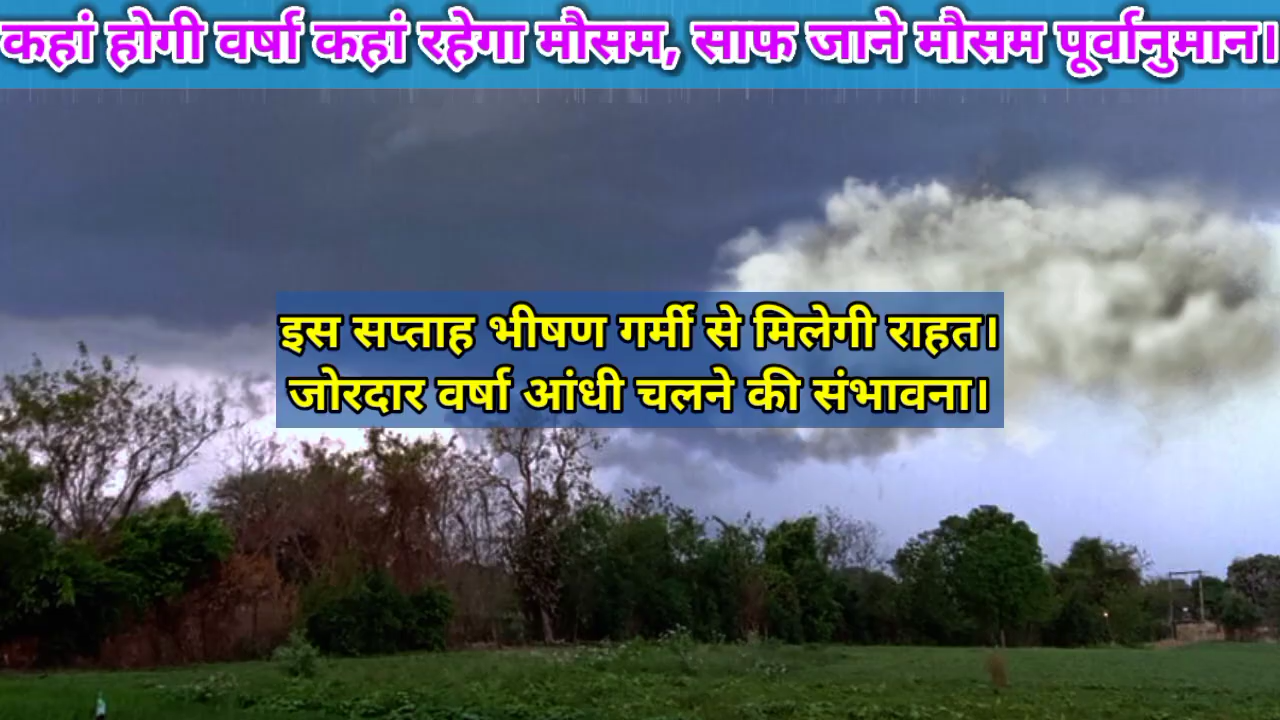 कहां होगी वर्षा कहां रहेगा मौसम, साफ जाने मौसम पूर्वानुमान।
इस सप्ताह भीषण गर्मी से मिलेगी राहत।
जोरदार वर्षा आंधी चलने की संभावना।